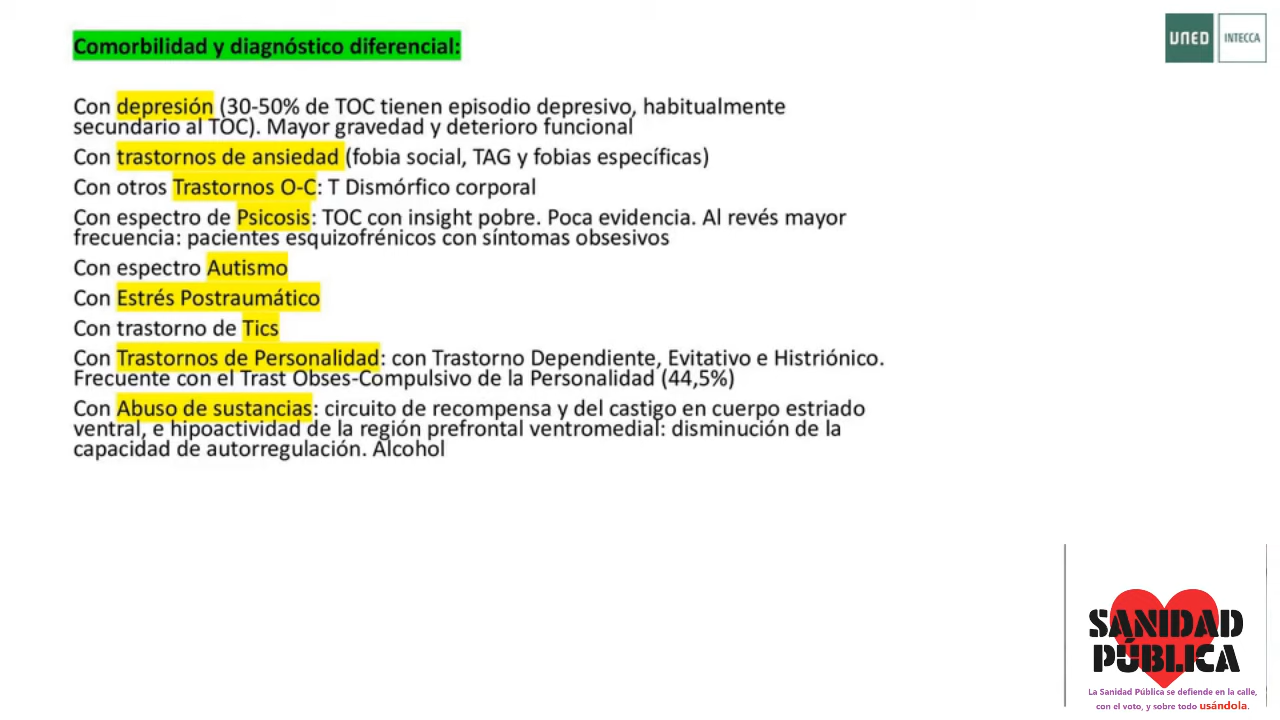 Comorbilidad y diagnóstico diferencial:
UNED
INTECCA
Con depresión (30-50% de TOC tienen episodio depresivo, habitualmente
secundario al TOC). Mayor gravedad y deterioro funcional
Con trastornos de ansiedad (fobia social, TAG y fobias específicas)
Con otros Trastornos O-C: T Dismórfico corporal
Con espectro de Psicosis: TOC con insight pobre. Poca evidencia. Al revés mayor
frecuencia: pacientes esquizofrénicos con síntomas obsesivos
Con espectro Autismo
Con Estrés Postraumático
Con trastorno de Tics
Con Trastornos de Personalidad: con Trastorno Dependiente, Evitativo e Histriónico.
Frecuente con el Trast Obses-Compulsivo de la Personalidad (44,5%)
Con Abuso de sustancias: circuito de recompensa y del castigo en cuerpo estriado
ventral, e hipoactividad de la región prefrontal ventromedial: disminución de la
capacidad de autorregulación. Alcohol
SANIDAD
PÚBLICA
La Sanidad Pública se defiende en la calle,
con el voto, y sobre todo usándola.